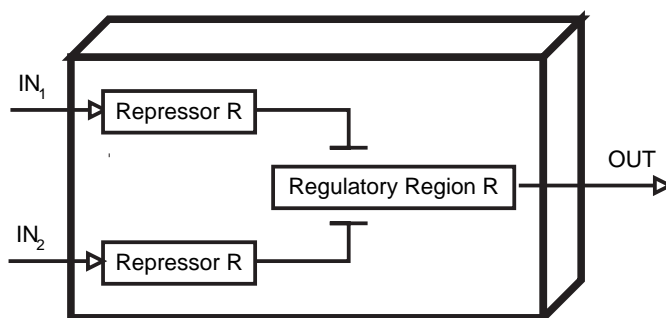 IN1
Repressor R
OUT
Regulatory Region R
IN2
Repressor R